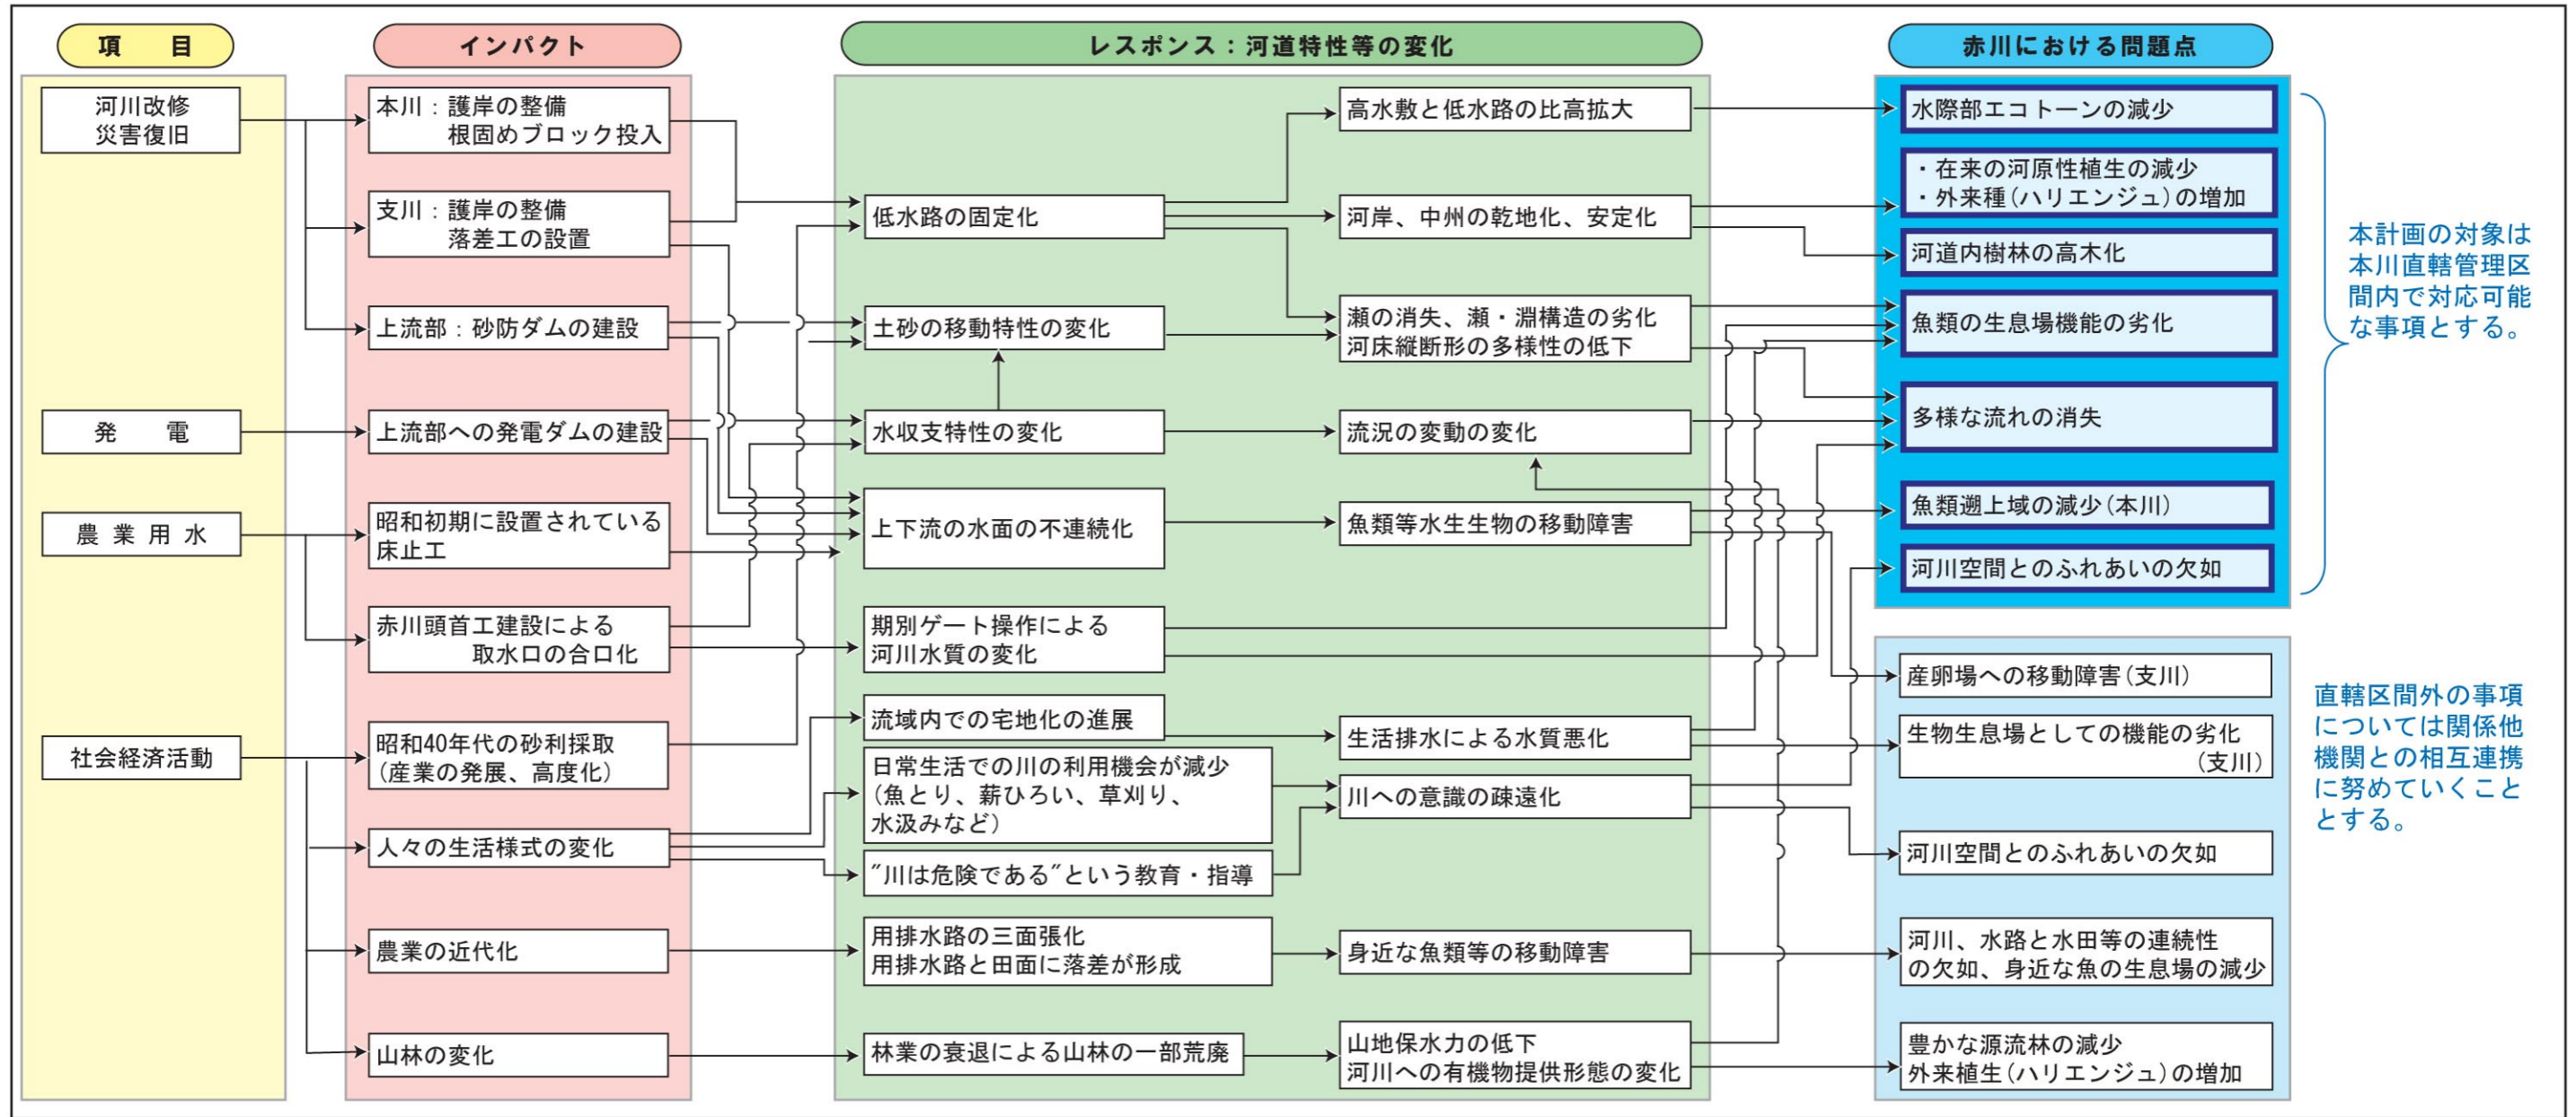 項　目
インパクト
レスポンス：河道特性等の変化
赤川における問題点
河川改修
災害復旧
発　電
農業用水
社会経済活動
本川：護岸の整備
根固めブロック投入
支川：護岸の整備
落差工の設置
上流部：砂防ダムの建設
上流部への発電ダムの建設
昭和初期に設置されている
床止工
赤川頭首工建設による
取水口の合口化
昭和40年代の砂利採取
（産業の発展、高度化）
人々の生活様式の変化
農業の近代化
山林の変化
低水路の固定化
土砂の移動特性の変化
水収支特性の変化
上下流の水面の不連続化
期別ゲート操作による
河川水質の変化
流域内での宅地化の進展
日常生活での川の利用機会が減少
（魚とり、薪ひろい、草刈り、
水汲みなど）
″川は危険である″という教育・指導
用排水路の三面張化
用排水路と田面に落差が形成
林業の衰退による山林の一部荒廃
高水敷と低水路の比高拡大
河岸、中州の乾地化、安定化
瀬の消失、瀬・淵構造の劣化
河床縦断形の多様性の低下
流況の変動の変化
魚類等水生生物の移動障害
生活排水による水質悪化
川への意識の疎遠化
身近な魚類等の移動障害
山地保水力の低下
河川への有機物提供形態の変化
水際部エコトーンの減少
・在来の河原性植生の減少
・外来種（ハリエンジュ）の増加
河道内樹林の高木化
魚類の生息場機能の劣化
多様な流れの消失
魚類遡上域の減少（本川）
河川空間とのふれあいの欠如
産卵場への移動障害（支川）
生物生息場としての機能の劣化
（支川）
河川空間とのふれあいの欠如
河川、水路と水田等の連続性
の欠如、身近な魚の生息場の減少
豊かな源流林の減少
外来植生（ハリエンジュ）の増加
本計画の対象は
本川直轄管理区
間内で対応可能
な事項とする。
直轄区間外の事項
については関係他
機関との相互連携
に努めていくこと
とする。